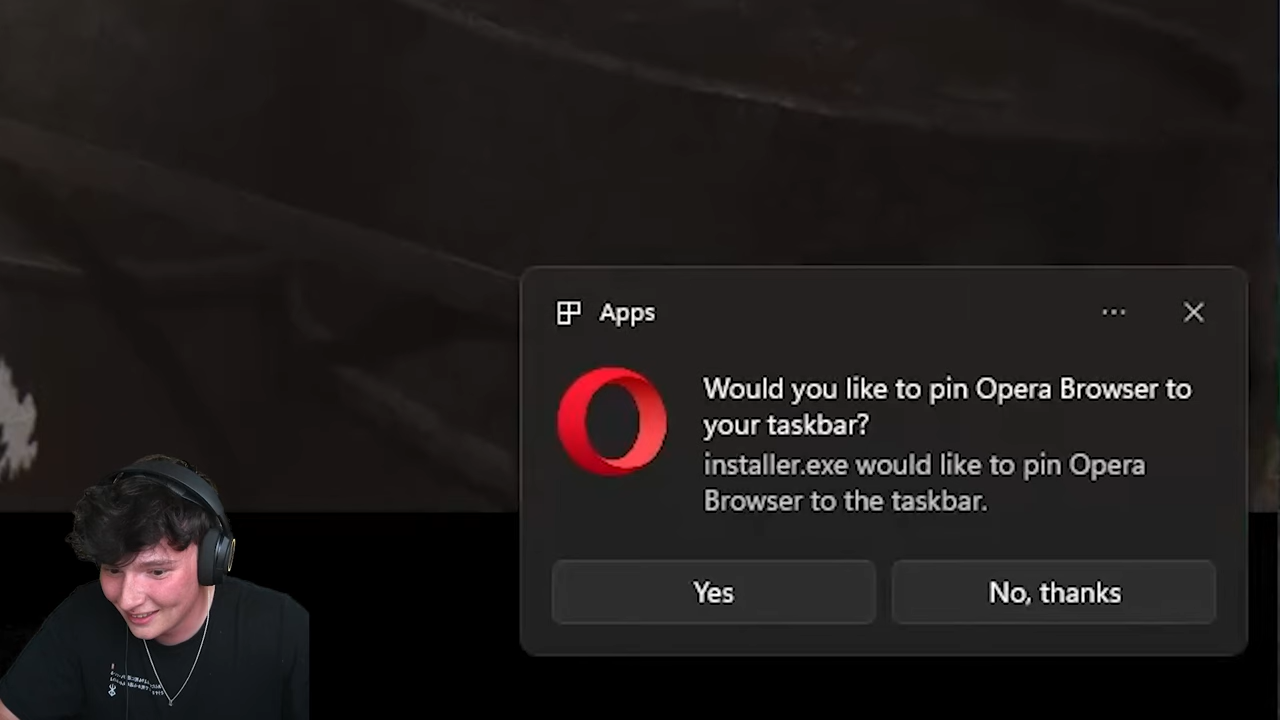 Apps
Would you like to pin Opera Browser to
your taskbar?
installer.exe would like to pin Opera
Browser to the taskbar.
Yes
No, thanks